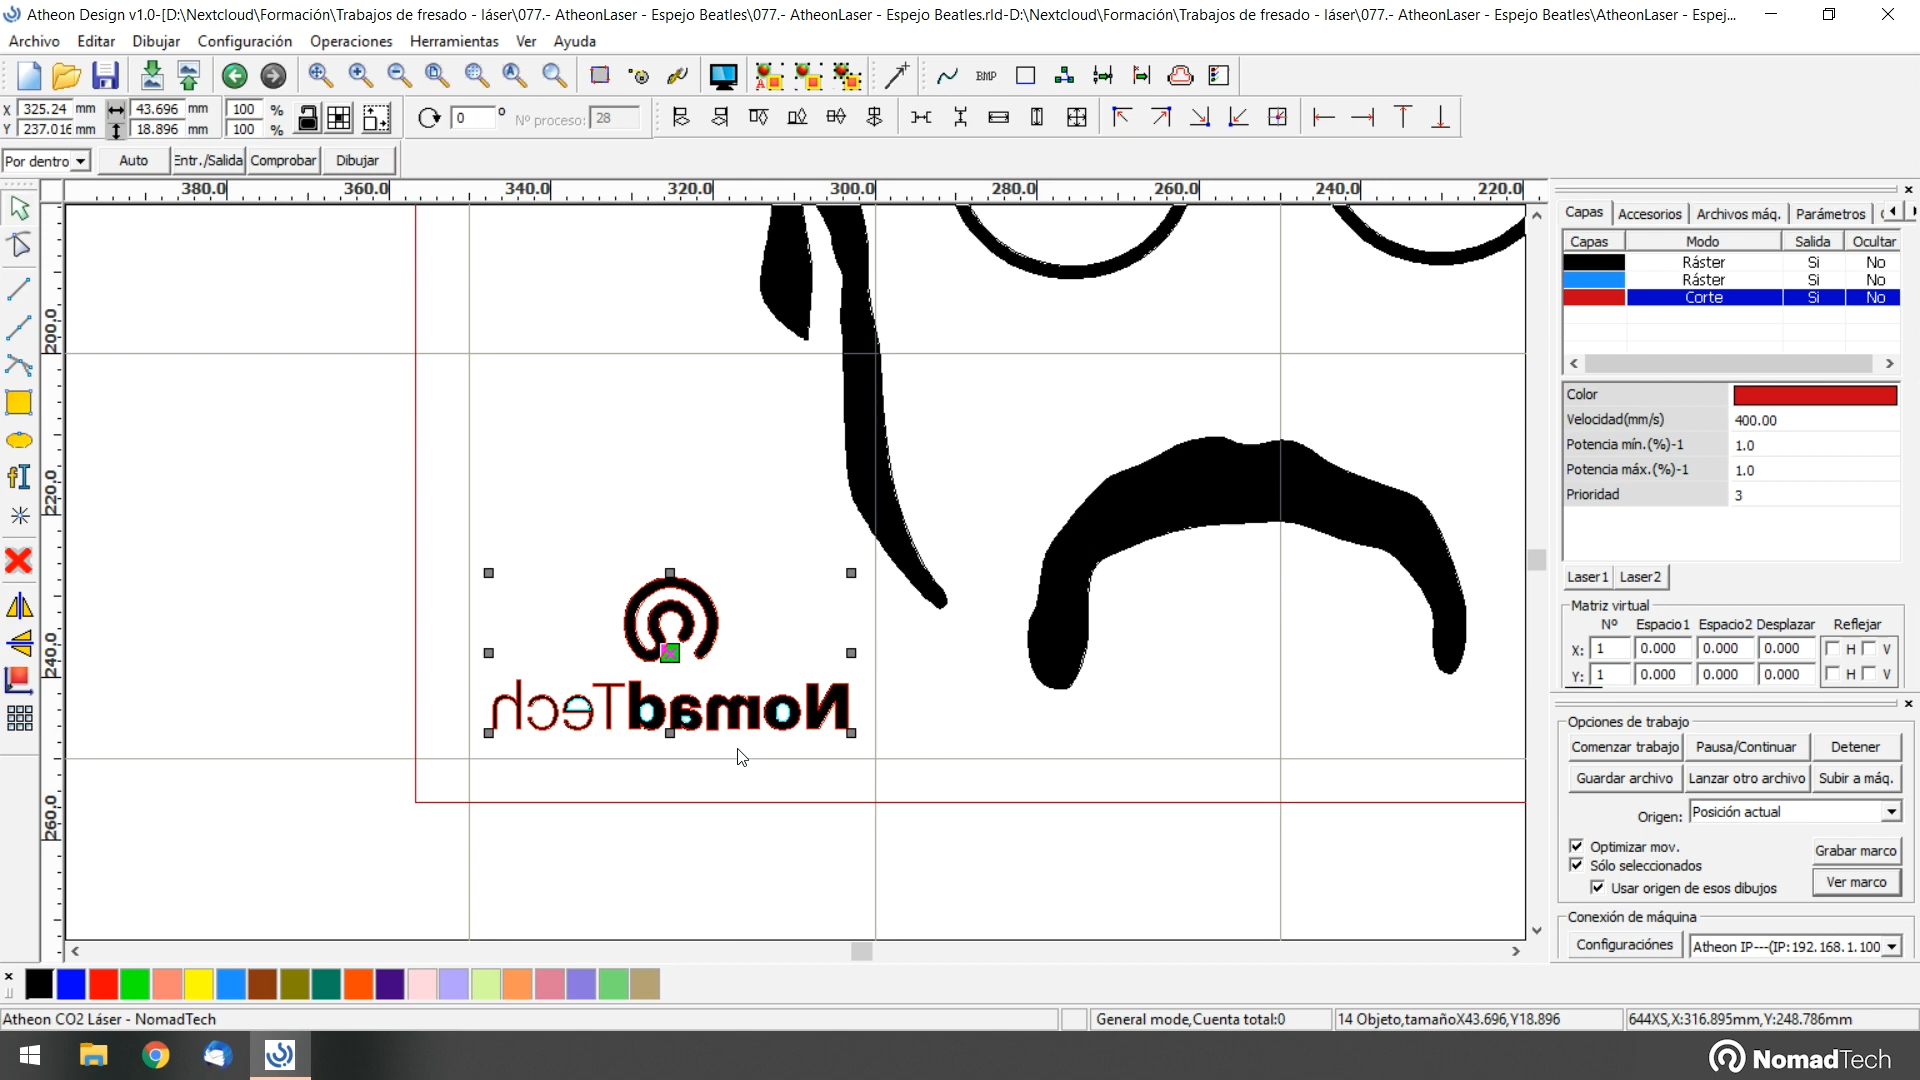 Atheon Design v1.0-[D:\Nextcloud\Formación\Trabajos de fresado - láser\077.- AtheonLaser - Espejo Beatles\077.- AtheonLaser - Espejo Beatles.rld-D:\Nextcloud\Formación\Trabajos de fresado - láser\077.- AtheonLaser - Espejo Beatles\AtheonLaser - Espej...
Archivo Editar Dibujar Configuración Operaciones Herramientas Ver Ayuda
BMP
X 325.24 mm 43.696 mm 100 %
Y 237.016 mm 18.896 mm 100 %
0 ° Nº proceso: 28
Por dentro Auto Entr./Salida Comprobar Dibujar
380.0 360.0 340.0 320.0 300.0 280.0 260.0 240.0 220.0
200.0
220.0
240.0
260.0
NomadTech
Capas Accesorios Archivos máq. Parámetros
Capas Modo Salida Ocultar
Ráster Si No
Ráster Si No
Corte Si No
Color
Velocidad(mm/s) 400.00
Potencia mín.(%)-1 1.0
Potencia máx.(%)-1 1.0
Prioridad 3
Laser1 Laser2
Matriz virtual
Nº Espacio1 Espacio2 Desplazar Reflejar
X: 1 0.000 0.000 0.000 H V
Y: 1 0.000 0.000 0.000 H V
Opciones de trabajo
Comenzar trabajo Pausa/Continuar Detener
Guardar archivo Lanzar otro archivo Subir a máq.
Origen: Posición actual
Optimizar mov.
Grabar marco
Sólo seleccionados
Usar origen de esos dibujos
Ver marco
Conexión de máquina
Configuraciónes Atheon IP---(IP:192.168.1.100
Atheon CO2 Láser - NomadTech
General mode,Cuenta total:0
14 Objeto,tamañoX43.696,Y18.896
644XS,X:316.895mm,Y:248.786mm
NomadTech